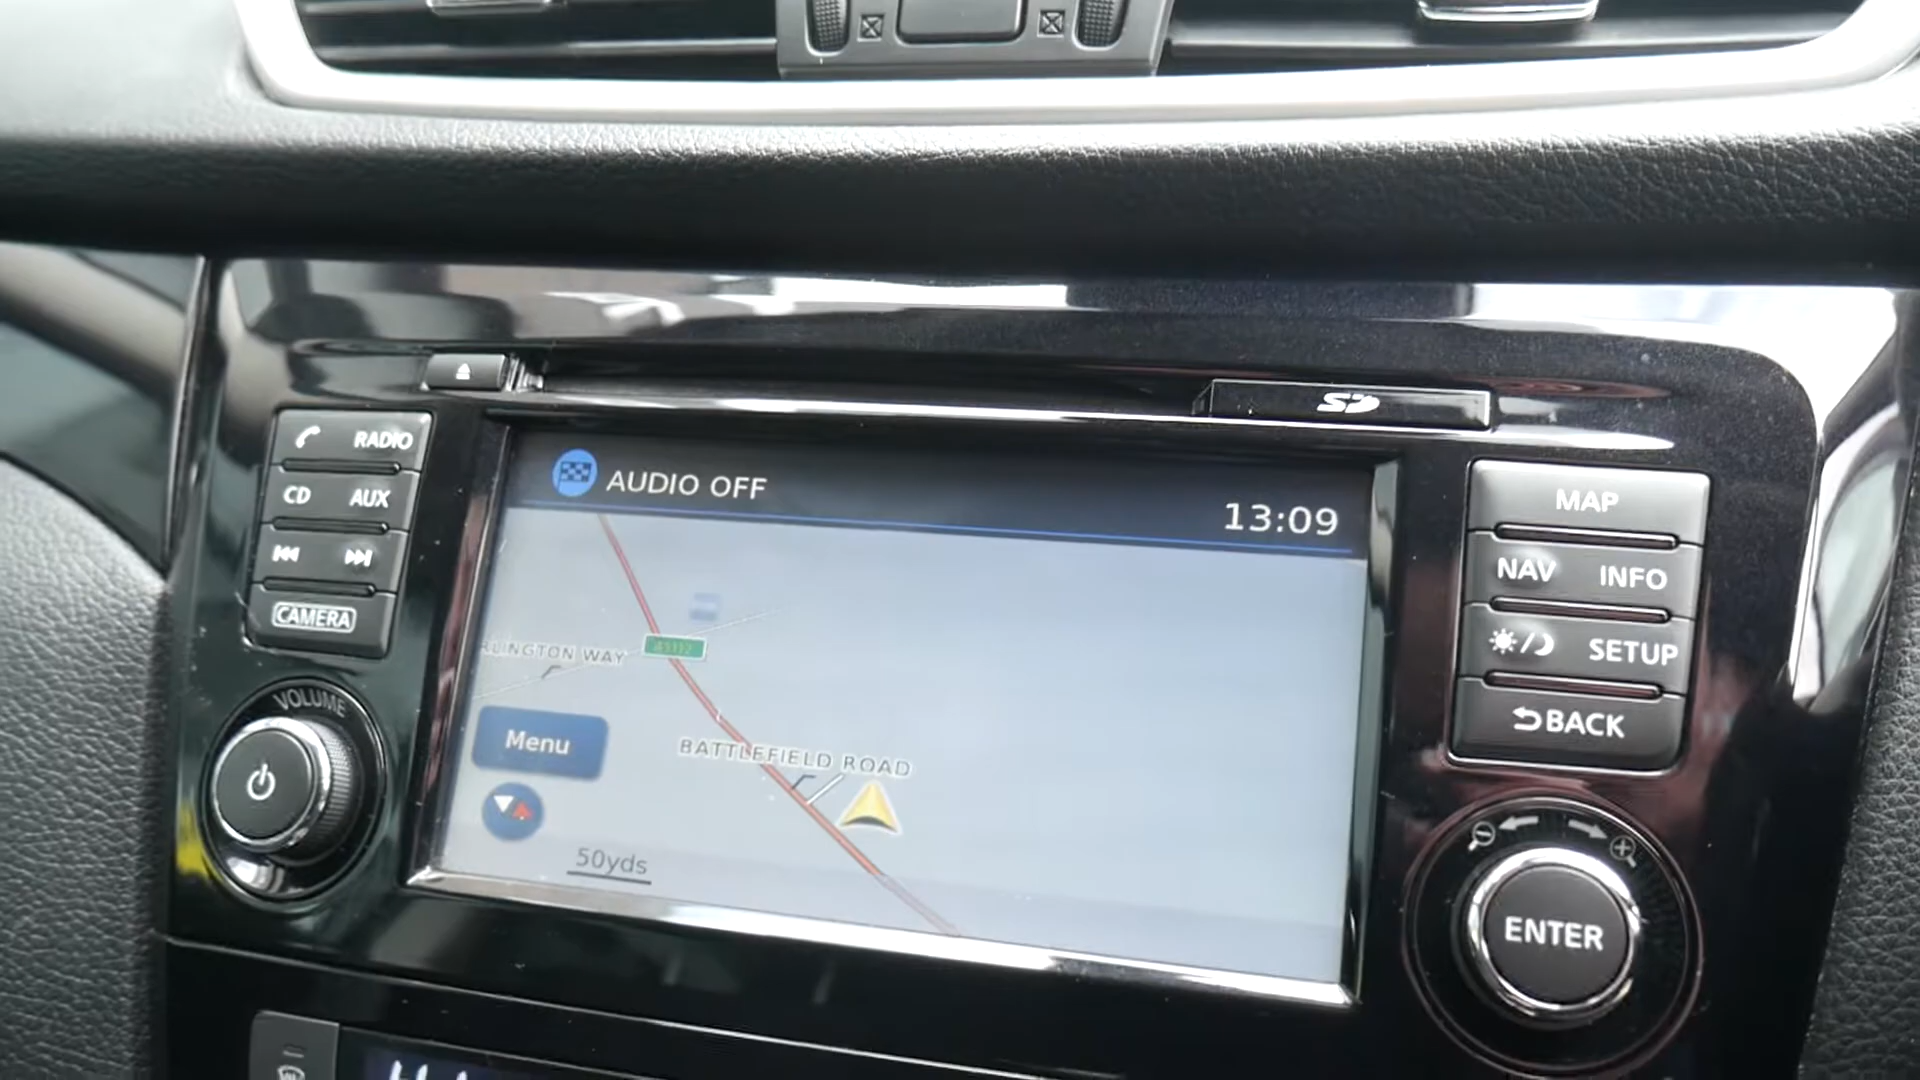 SD
RADIO
CD AUX
CAMERA
VOLUME
AUDIO OFF
13:09
RLINGTON WAY
Menu
BATTLEFIELD ROAD
50yds
MAP
NAV INFO
SETUP
BACK
ENTER